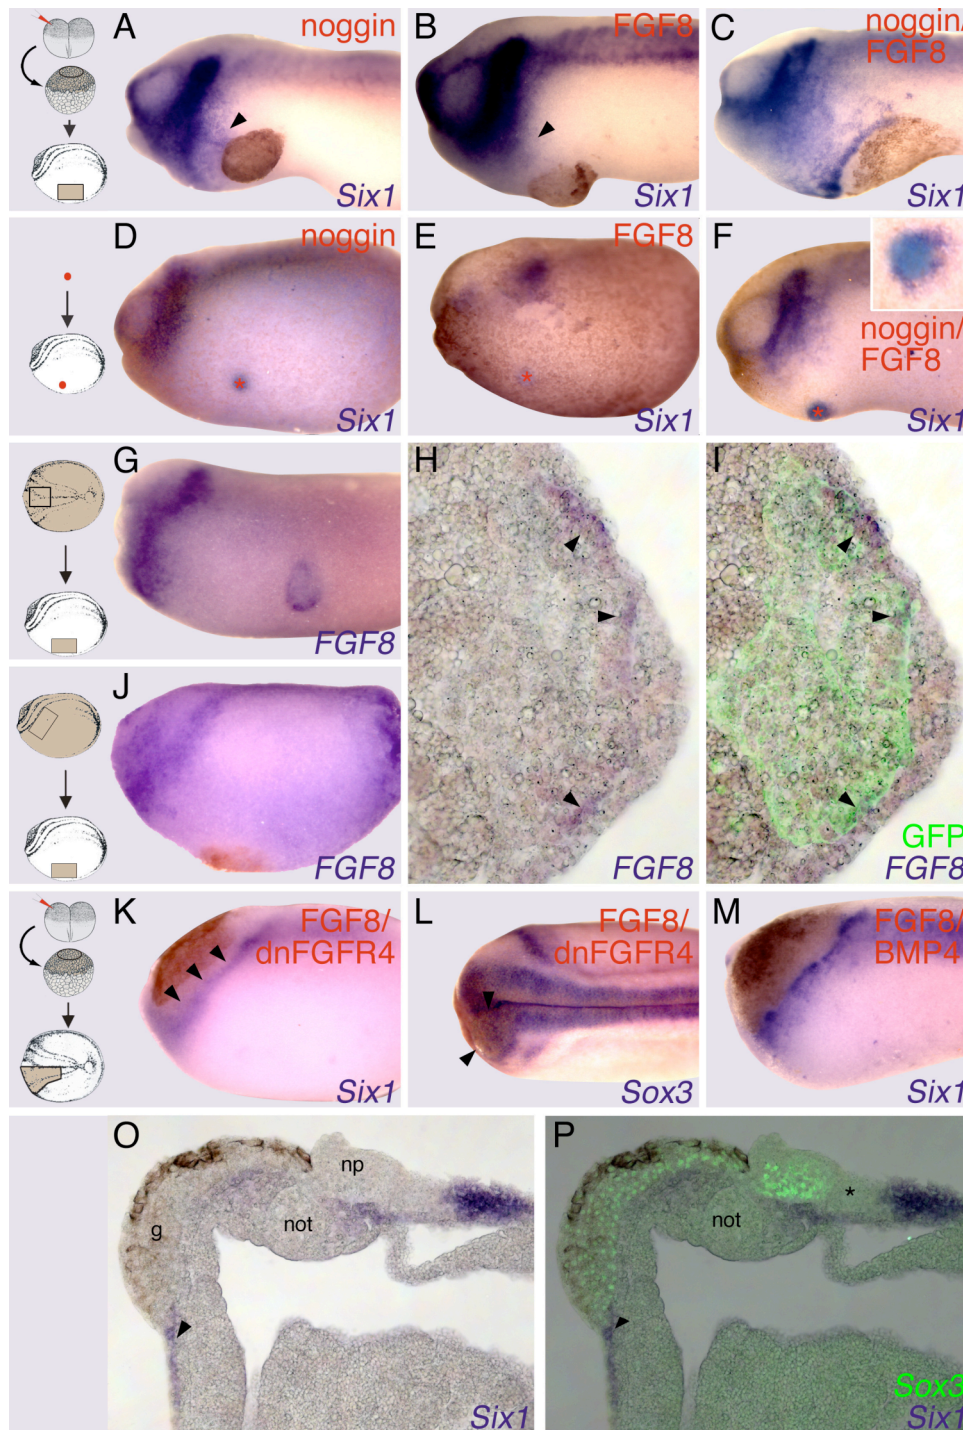 A
noggin
Six1
B
FGF8
Six1
C
noggin/
FGF8
Six1
D
noggin
Six1
*
E
FGF8
Six1
*
F
noggin/
FGF8
Six1
*
G
FGF8
H
FGF8
I
GFP
FGF8
J
FGF8
K
FGF8/
dnFGFR4
Six1
L
FGF8/
dnFGFR4
Sox3
M
FGF8/
BMP4
Six1
O
np
g
not
Six1
P
*
not
Sox3
Six1